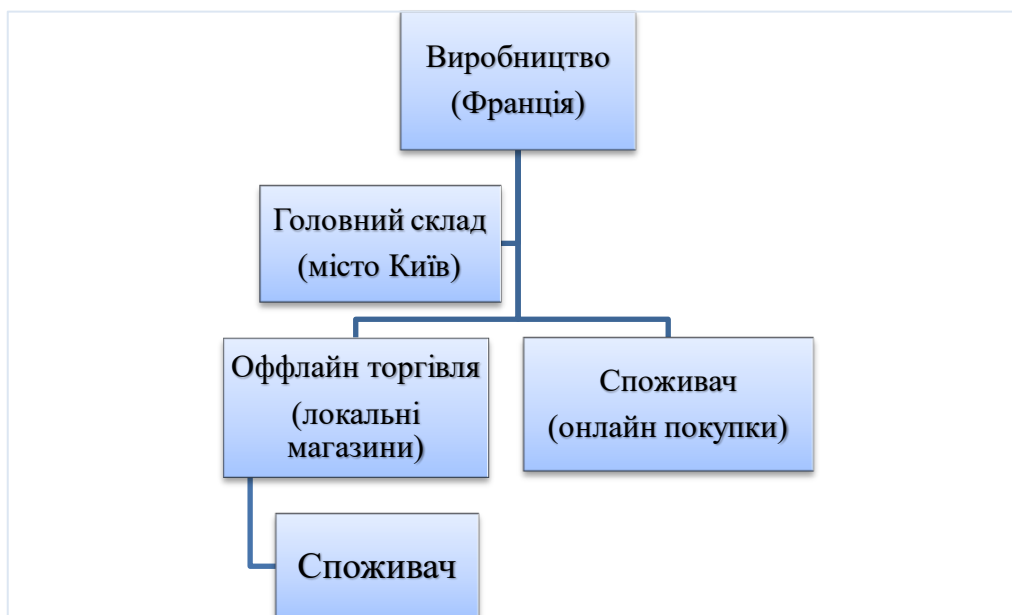 Виробництво
(Франція)
Головний склад
(місто Київ)
Оффлайн торгівля
(локальні
магазини)
Споживач
(онлайн покупки)
Споживач